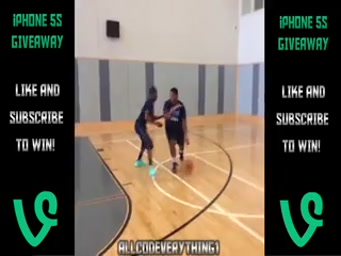 iPHONE 5S
GIVEAWAY
LIKE AND
SUBSCRIBE
TO WIN!
iPHONE 5S
GIVEAWAY
LIKE AND
SUBSCRIBE
TO WIN!
ALLCODEVERYTHING1